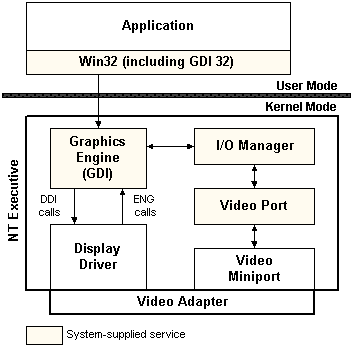 Application
Win32 (including GDI 32)
User Mode
Kernel Mode
NT Executive
Graphics
Engine
(GDI)
I/O Manager
DDI
calls
ENG
calls
Video Port
Display
Driver
Video
Miniport
Video Adapter
System-supplied service